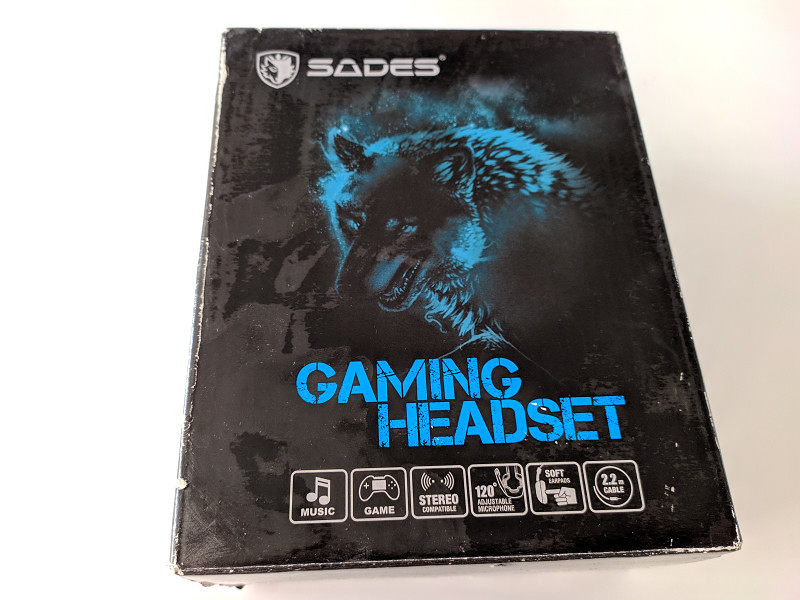 SADES®
GAMING
HEADSET
MUSIC
GAME
STEREO
COMPATIBLE
120°
ADJUSTABLE
MICROPHONE
SOFT
EARPADS
2.2m
CABLE